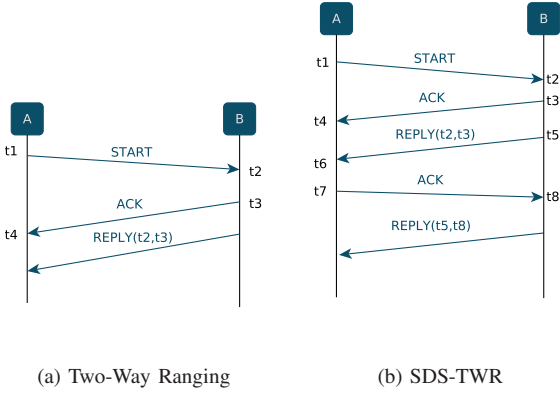 A
B
t1
START
t2
ACK
t3
t4
REPLY(t2,t3)
(a) Two-Way Ranging
A
B
t1
START
t2
ACK
t3
t4
REPLY(t2,t3)
t5
t6
t7
ACK
t8
REPLY(t5,t8)
(b) SDS-TWR